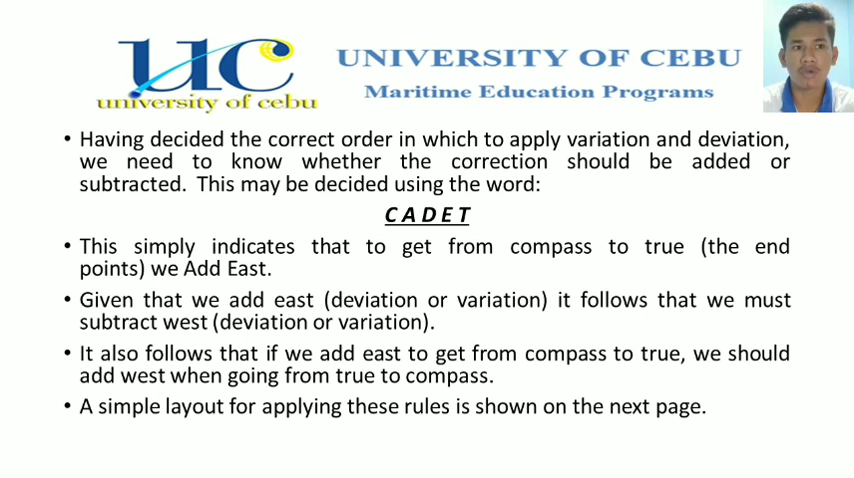 UC
university of cebu
UNIVERSITY OF CEBU
Maritime Education Programs
• Having decided the correct order in which to apply variation and deviation,
we need to know whether the correction should be added or
subtracted. This may be decided using the word:
C A D E T
• This simply indicates that to get from compass to true (the end
points) we Add East.
• Given that we add east (deviation or variation) it follows that we must
subtract west (deviation or variation).
• It also follows that if we add east to get from compass to true, we should
add west when going from true to compass.
• A simple layout for applying these rules is shown on the next page.